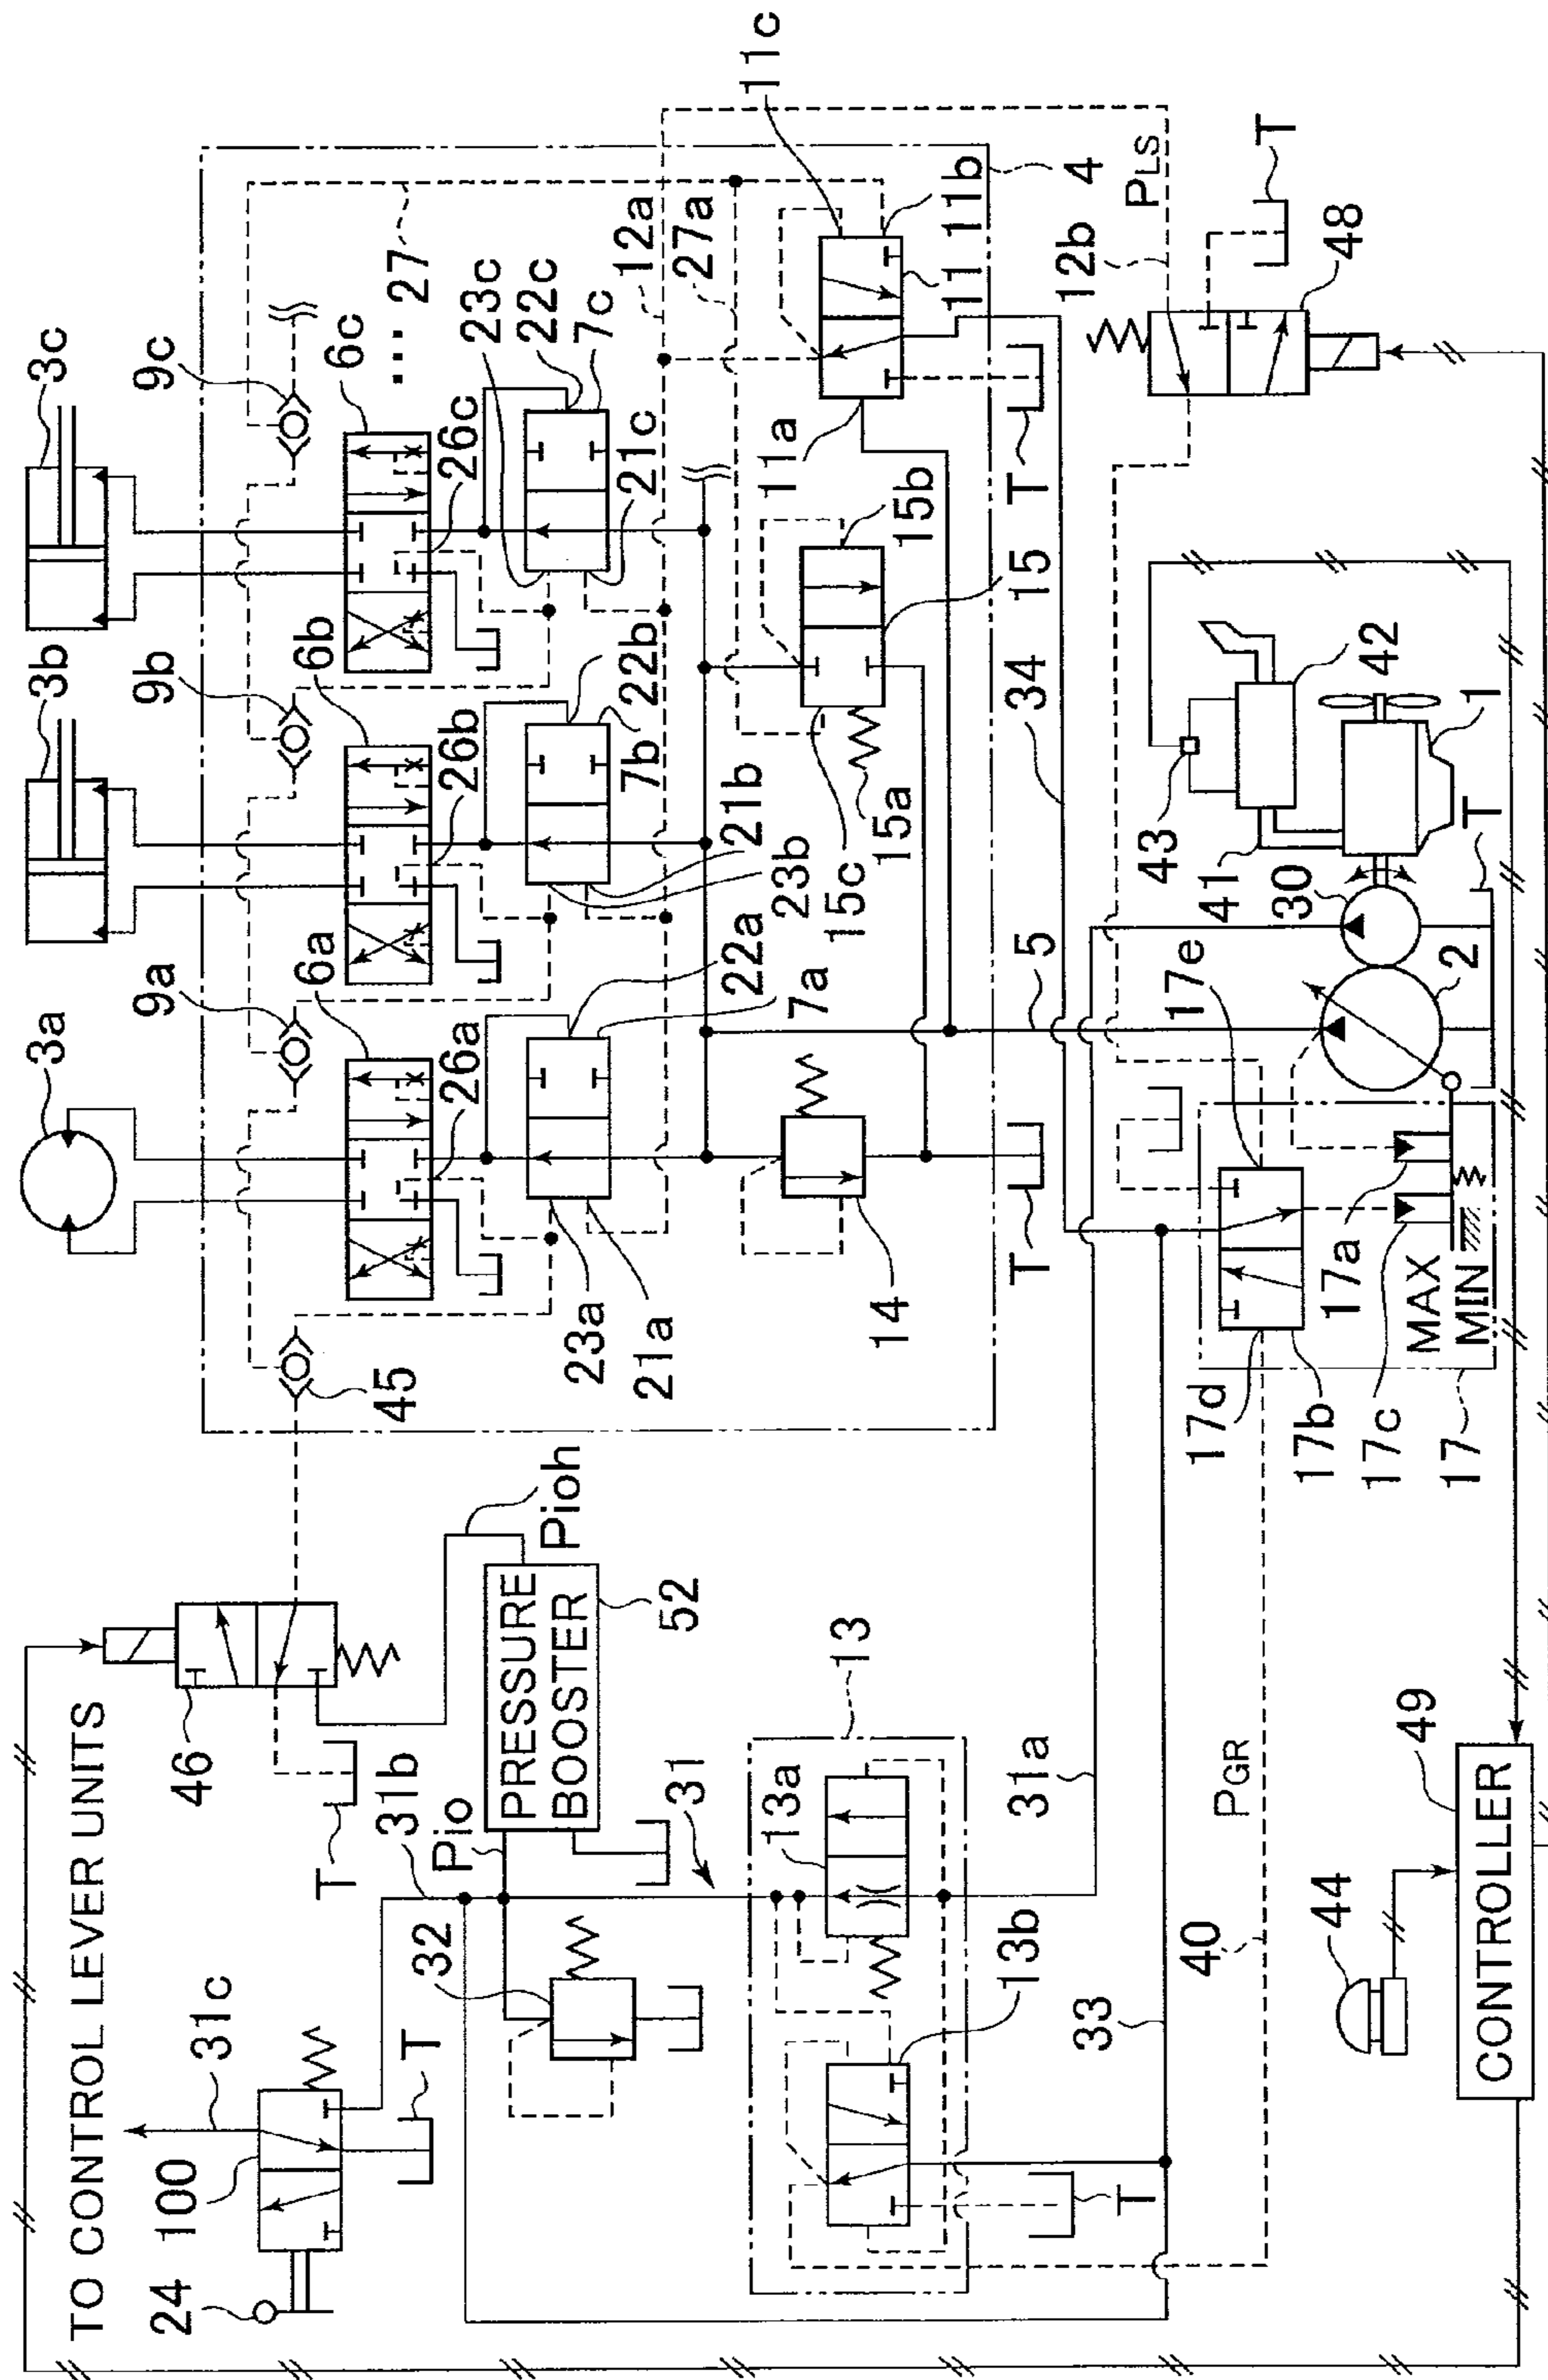 3a
3b
3c
9a
9b
9c
6a
6b
6c
... 27
26a
26b
26c
23c
22c
7c
12a
27a
21c
22b
7b
21b
23b
22a
7a
23a
21a
45
11c
11b
4
11
11a
T
PLS
12b
T
48
15b
15
15a
15c
14
T
34
5
43
42
41
1
30
T
2
17e
17a
17c
MAX
MIN
17d
17b
17c
17
TO CONTROL LEVER UNITS
46
T
Pioh
PRESSURE
BOOSTER
52
31b
Pio
31
32
31c
100
24
T
13
13a
13b
31a
PGR
40
33
T
44
49
CONTROLLER